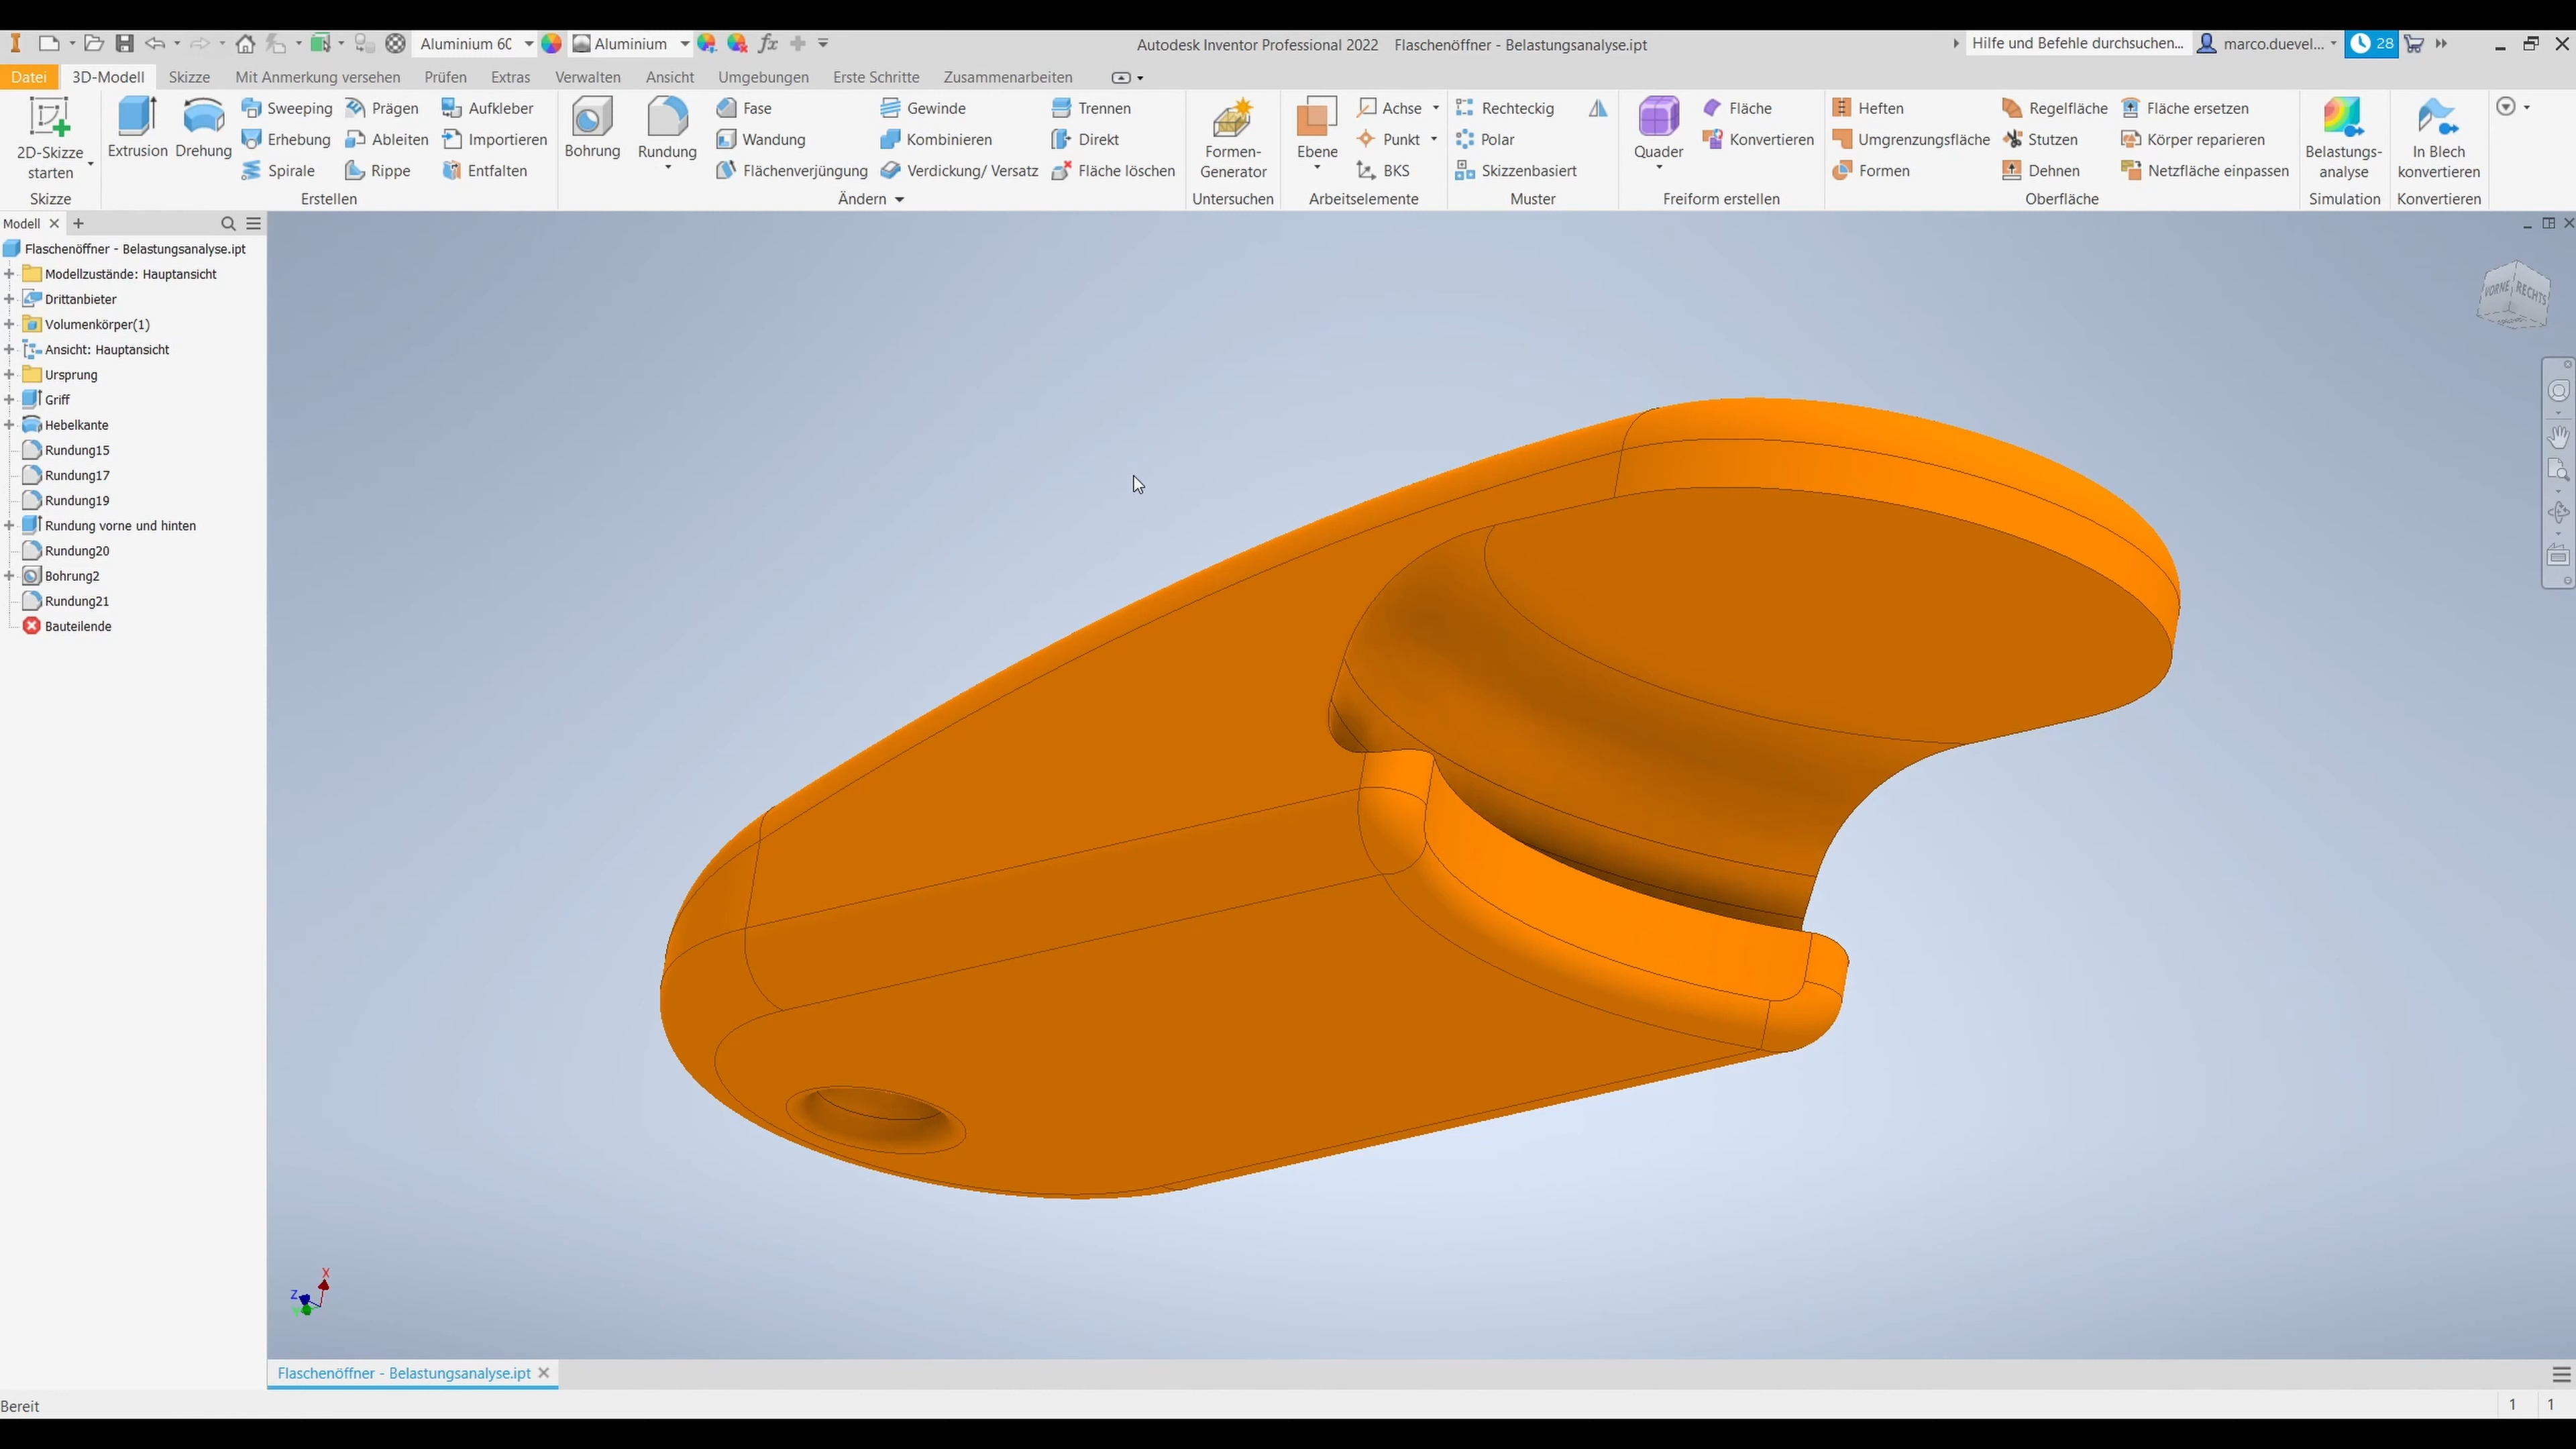 Aluminium 6C
Aluminium
Autodesk Inventor Professional 2022 Flaschenöffner - Belastungsanalyse.ipt
Hilfe und Befehle durchsuchen...
marco.duevel...
28
Datei
3D-Modell
Skizze
Mit Anmerkung versehen
Prüfen
Extras
Verwalten
Ansicht
Umgebungen
Erste Schritte
Zusammenarbeiten
2D-Skizze
starten
Skizze
Extrusion
Drehung
Sweeping
Erhebung
Spirale
Prägen
Ableiten
Rippe
Aufkleber
Importieren
Entfalten
Erstellen
Bohrung
Rundung
Fase
Wandung
Flächenverjüngung
Gewinde
Kombinieren
Verdickung/ Versatz
Trennen
Direkt
Fläche löschen
Ändern
Formen-
Generator
Untersuchen
Ebene
Achse
Punkt
BKS
Arbeitselemente
Rechteckig
Polar
Skizzenbasiert
Muster
Quader
Fläche
Konvertieren
Freiform erstellen
Heften
Umgrenzungsfläche
Formen
Regelfläche
Stutzen
Dehnen
Fläche ersetzen
Körper reparieren
Netzfläche einpassen
Oberfläche
Belastungs-
analyse
Simulation
In Blech
konvertieren
Konvertieren
Modell
Flaschenöffner - Belastungsanalyse.ipt
Modellzustände: Hauptansicht
Drittanbieter
Volumenkörper(1)
Ansicht: Hauptansicht
Ursprung
Griff
Hebelkante
Rundung15
Rundung17
Rundung19
Rundung vorne und hinten
Rundung20
Bohrung2
Rundung21
Bauteilende
VORNE
RECHTS
X
Z
Flaschenöffner - Belastungsanalyse.ipt
Bereit
1 1